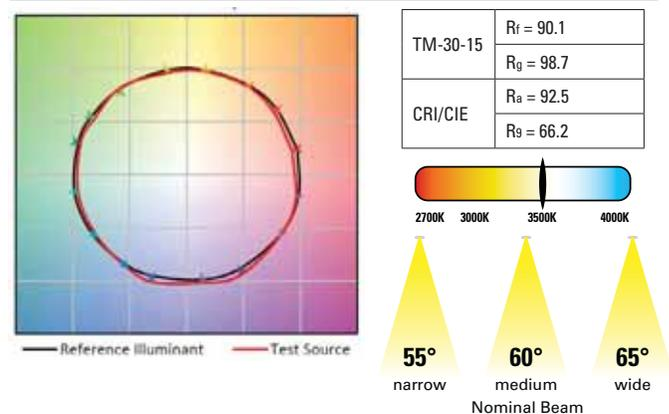 TM-30-15
Rf = 90.1
Rg = 98.7
CRI/CIE
Ra = 92.5
R9 = 66.2
2700K 3000K 3500K 4000K
Reference Illuminant Test Source
55° 60° 65°
narrow medium wide
Nominal Beam